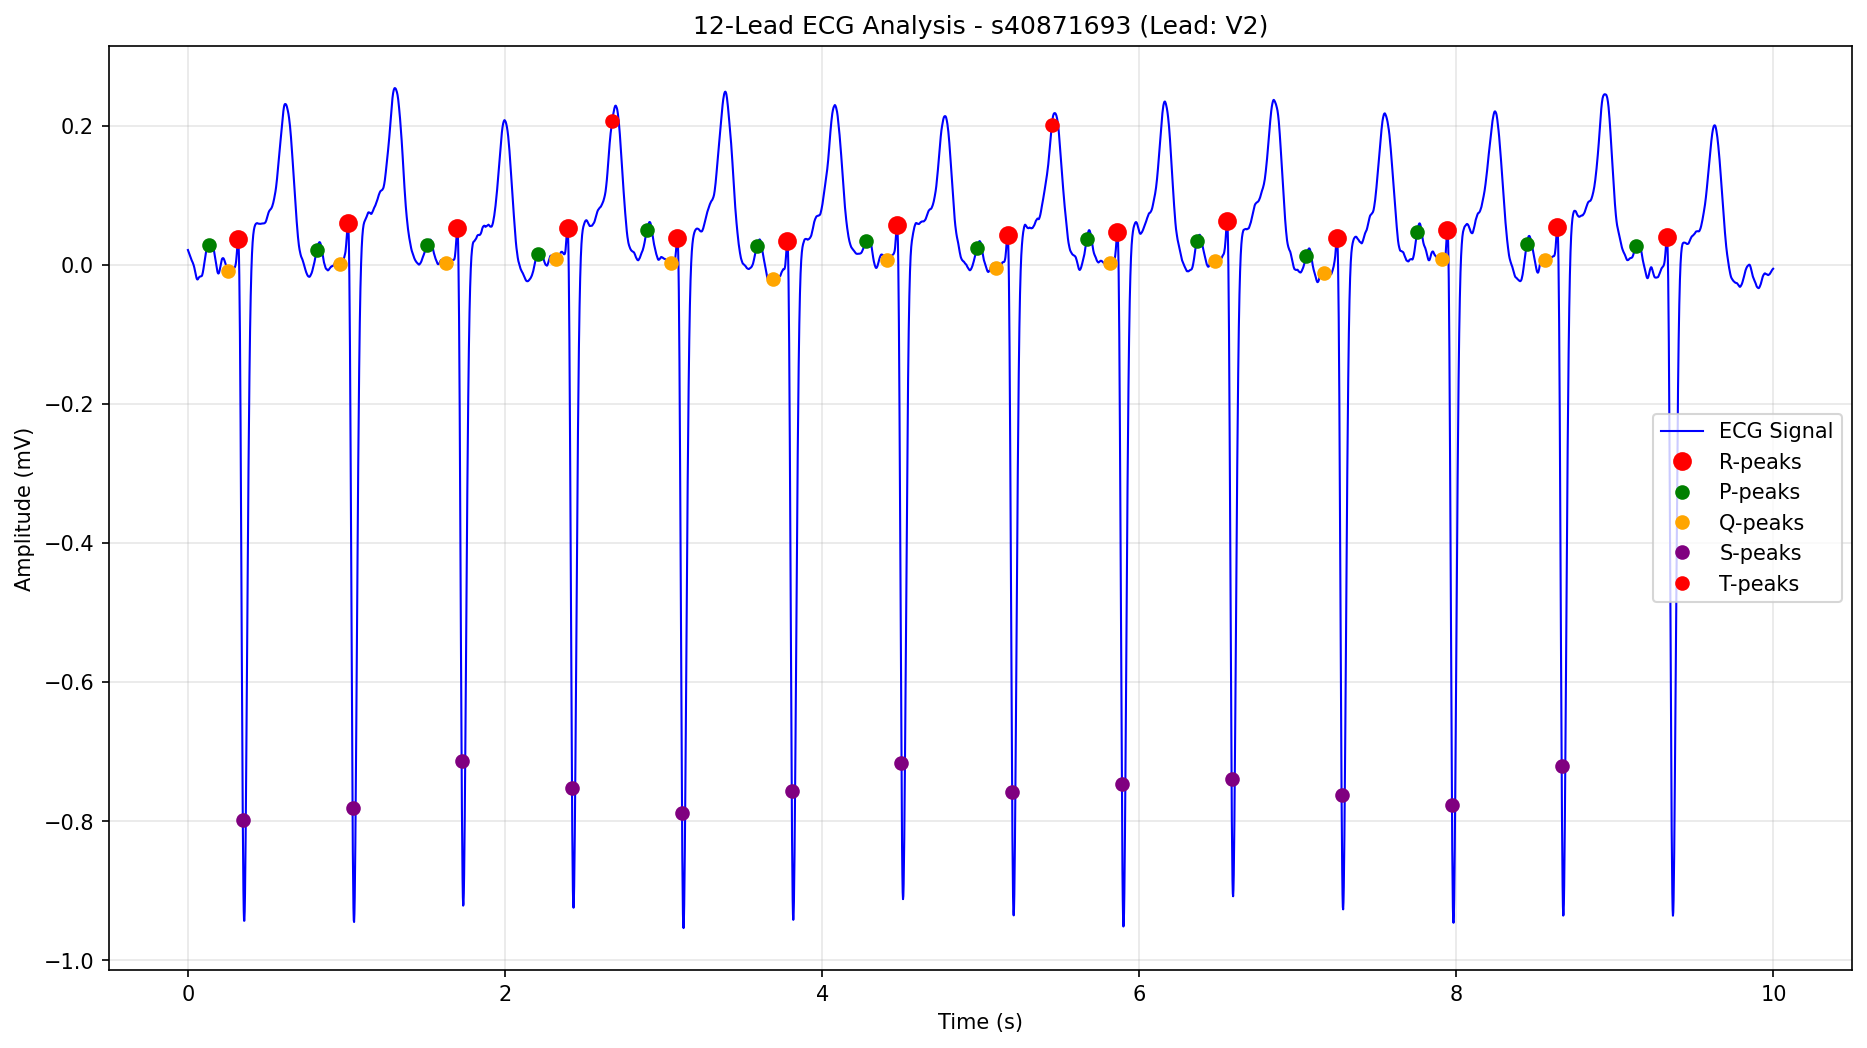 12-Lead ECG Analysis - s40871693 (Lead: V2)
Amplitude (mV)
0.2
0.0
−0.2
−0.4
−0.6
−0.8
−1.0
ECG Signal
R-peaks
P-peaks
Q-peaks
S-peaks
T-peaks
0 2 4 6 8 10
Time (s)